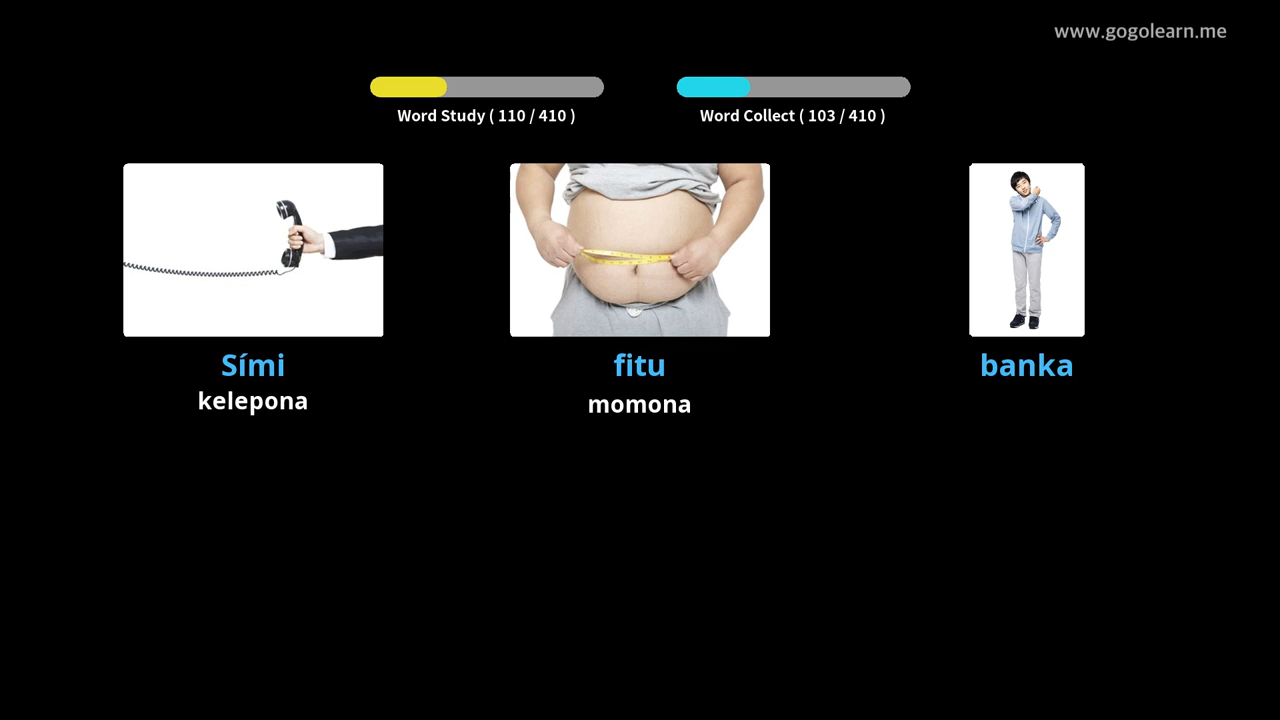 www.gogolearn.me
Word Study ( 110 / 410 )
Word Collect ( 103 / 410 )
Sími
kelepona
fitu
momona
banka